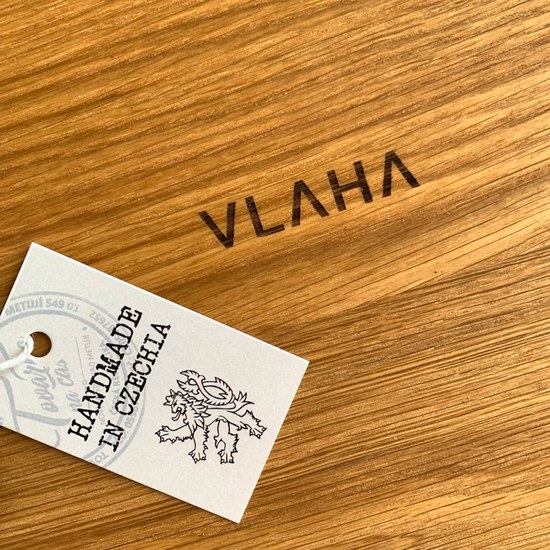 VLAHA
HANDMADE
IN CZECHIA
METUJÍ 549 01